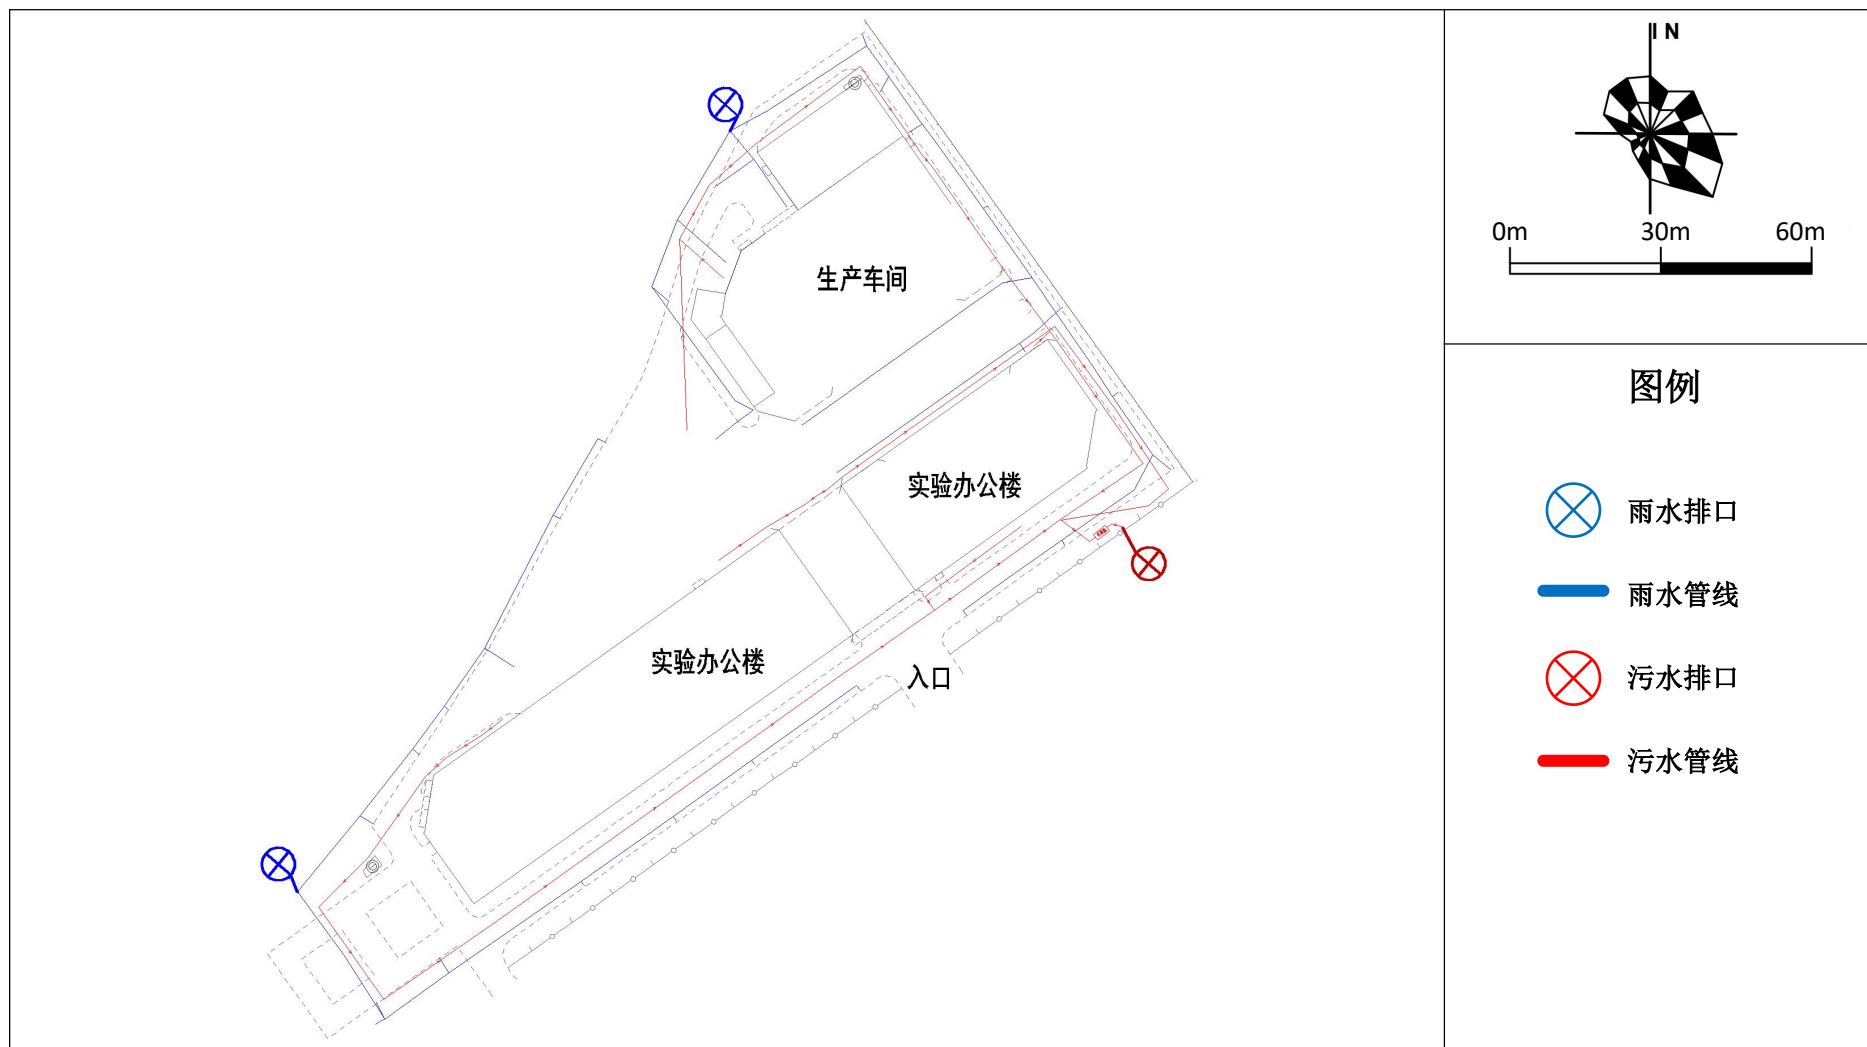 I N
0m 30m 60m
图例
雨水排口
雨水管线
污水排口
污水管线
生产车间
实验办公楼
实验办公楼
入口